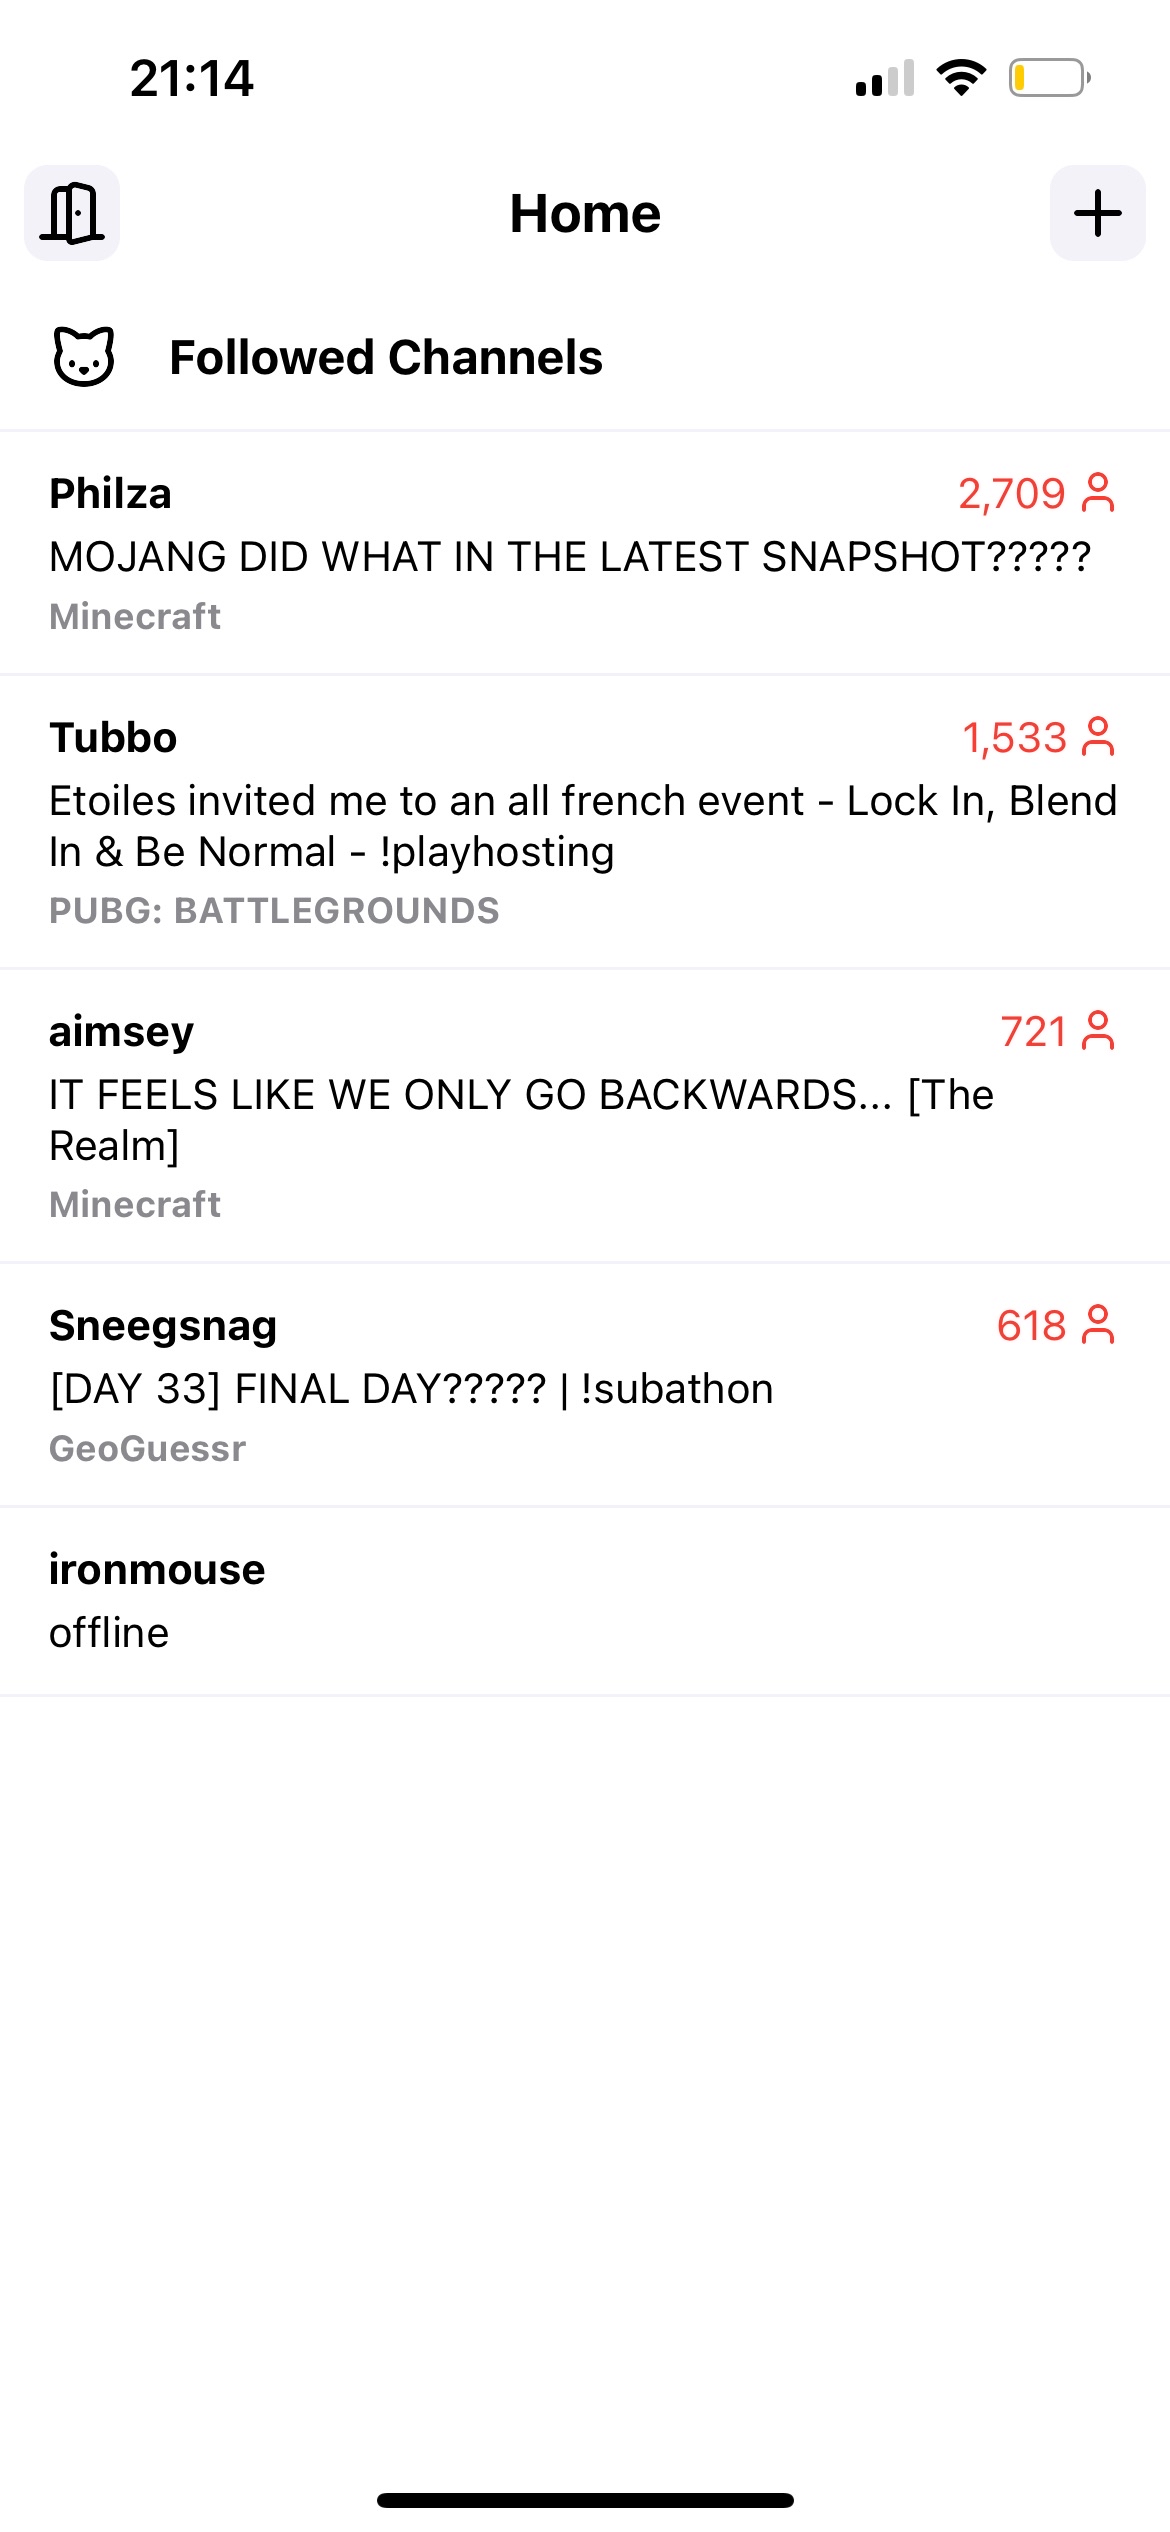 21:14
Home
Followed Channels
Philza
2,709
MOJANG DID WHAT IN THE LATEST SNAPSHOT?????
Minecraft
Tubbo
1,533
Etoiles invited me to an all french event - Lock In, Blend
In & Be Normal - !playhosting
PUBG: BATTLEGROUNDS
aimsey
721
IT FEELS LIKE WE ONLY GO BACKWARDS... [The
Realm]
Minecraft
Sneegsnag
618
[DAY 33] FINAL DAY????? | !subathon
GeoGuessr
ironmouse
offline